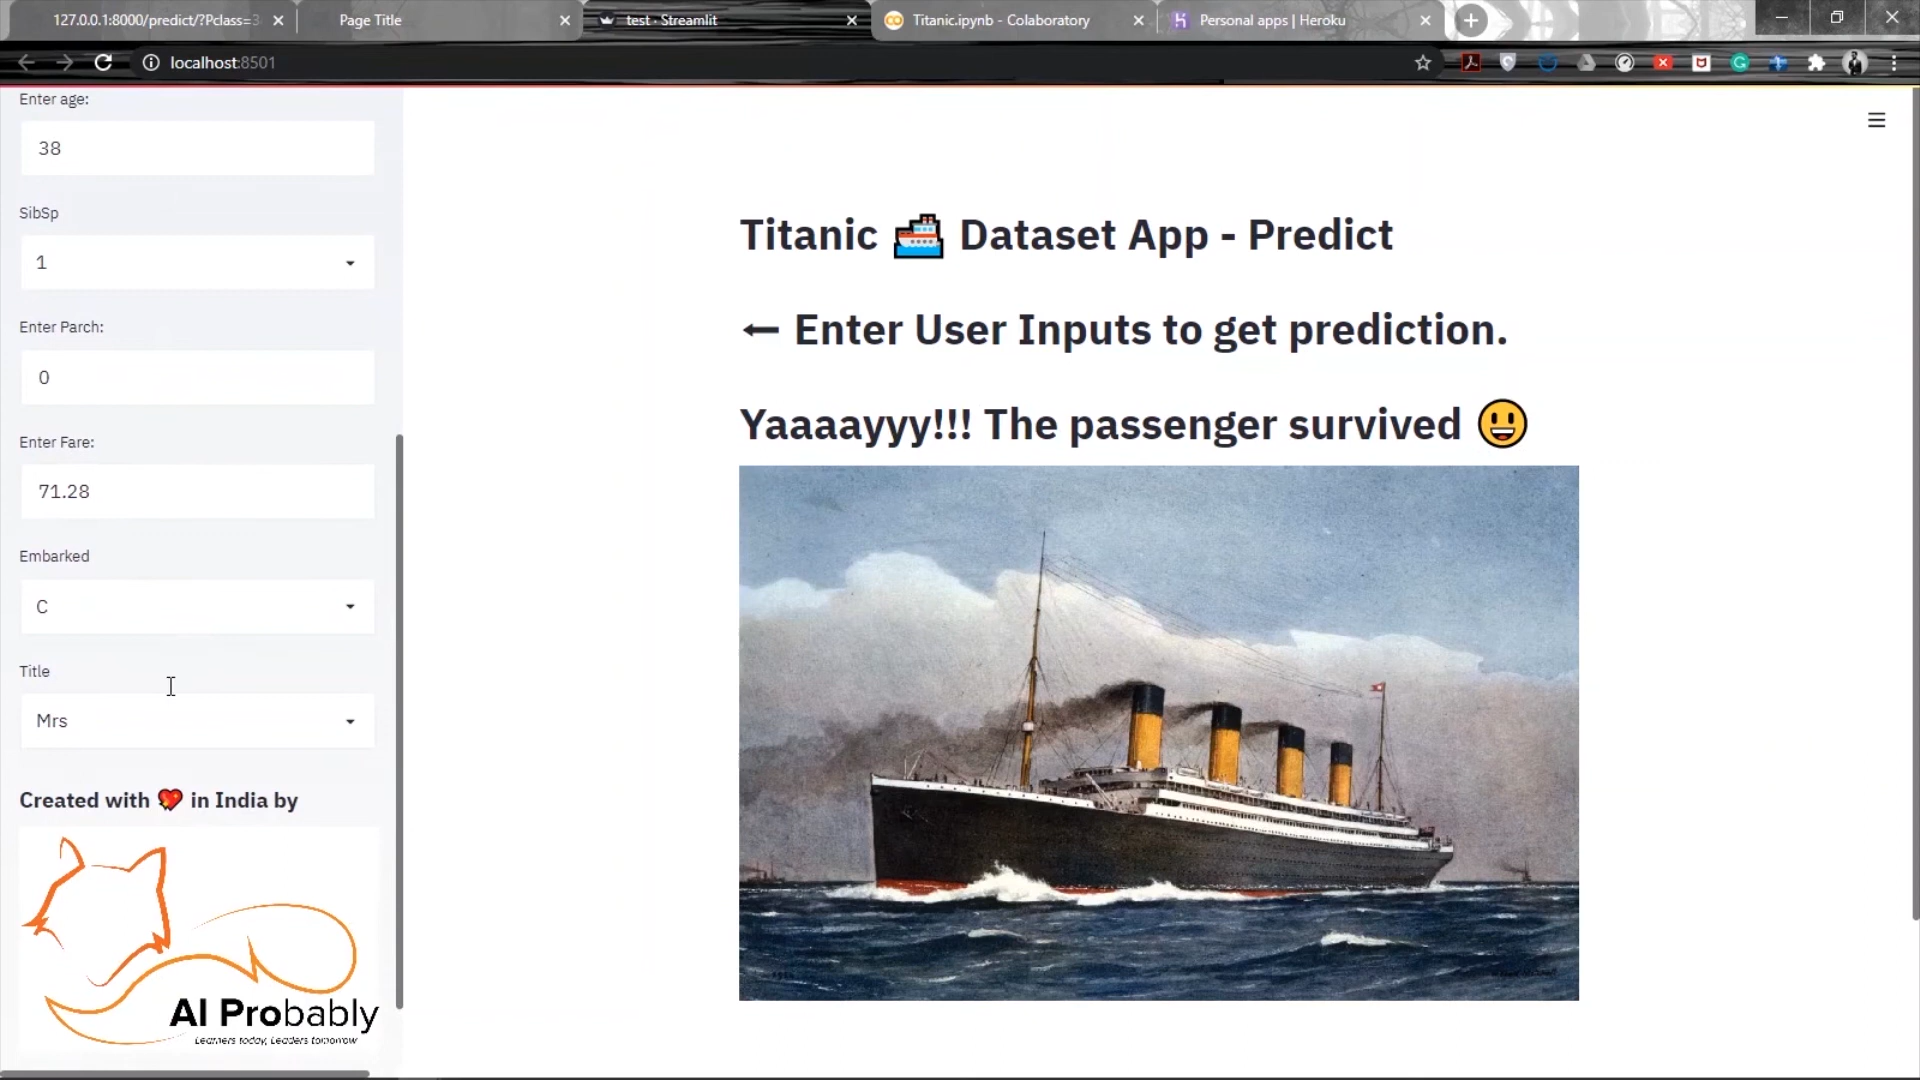 127.0.0.1:8000/predict/?Pclass=3
Page Title
test · Streamlit
Titanic.ipynb - Colaboratory
Personal apps | Heroku
localhost:8501
Enter age:
38
SibSp
1
Enter Parch:
0
Enter Fare:
71.28
Embarked
C
Title
Mrs
Created with 💖 in India by
AI Probably
Learners today, Leaders tomorrow
Titanic 🚢 Dataset App - Predict
⬅ Enter User Inputs to get prediction.
Yaaaayyy!!! The passenger survived 😃